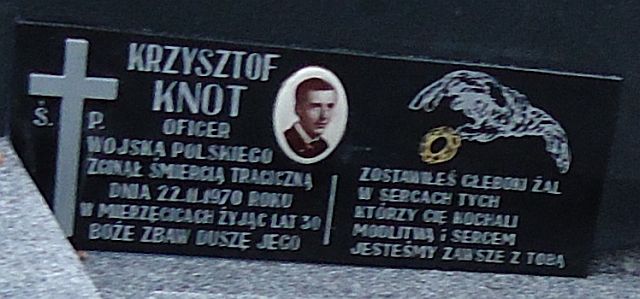 KRZYSZTOF
KNOT
Ś. P.
OFICER
WOJSKA POLSKIEGO
ZGINĄŁ ŚMIERCIĄ TRAGICZNĄ
DNIA 22.II.1970 ROKU
W MIERZĘCICACH ŻYJĄC LAT 30
BOŻE ZBAW DUSZĘ JEGO
ZOSTAWIŁEŚ GŁĘBOKI ŻAL
W SERCACH TYCH
KTÓRZY CIĘ KOCHALI
MODLITWĄ i SERCEM
JESTEŚMY ZAWSZE Z TOBĄ